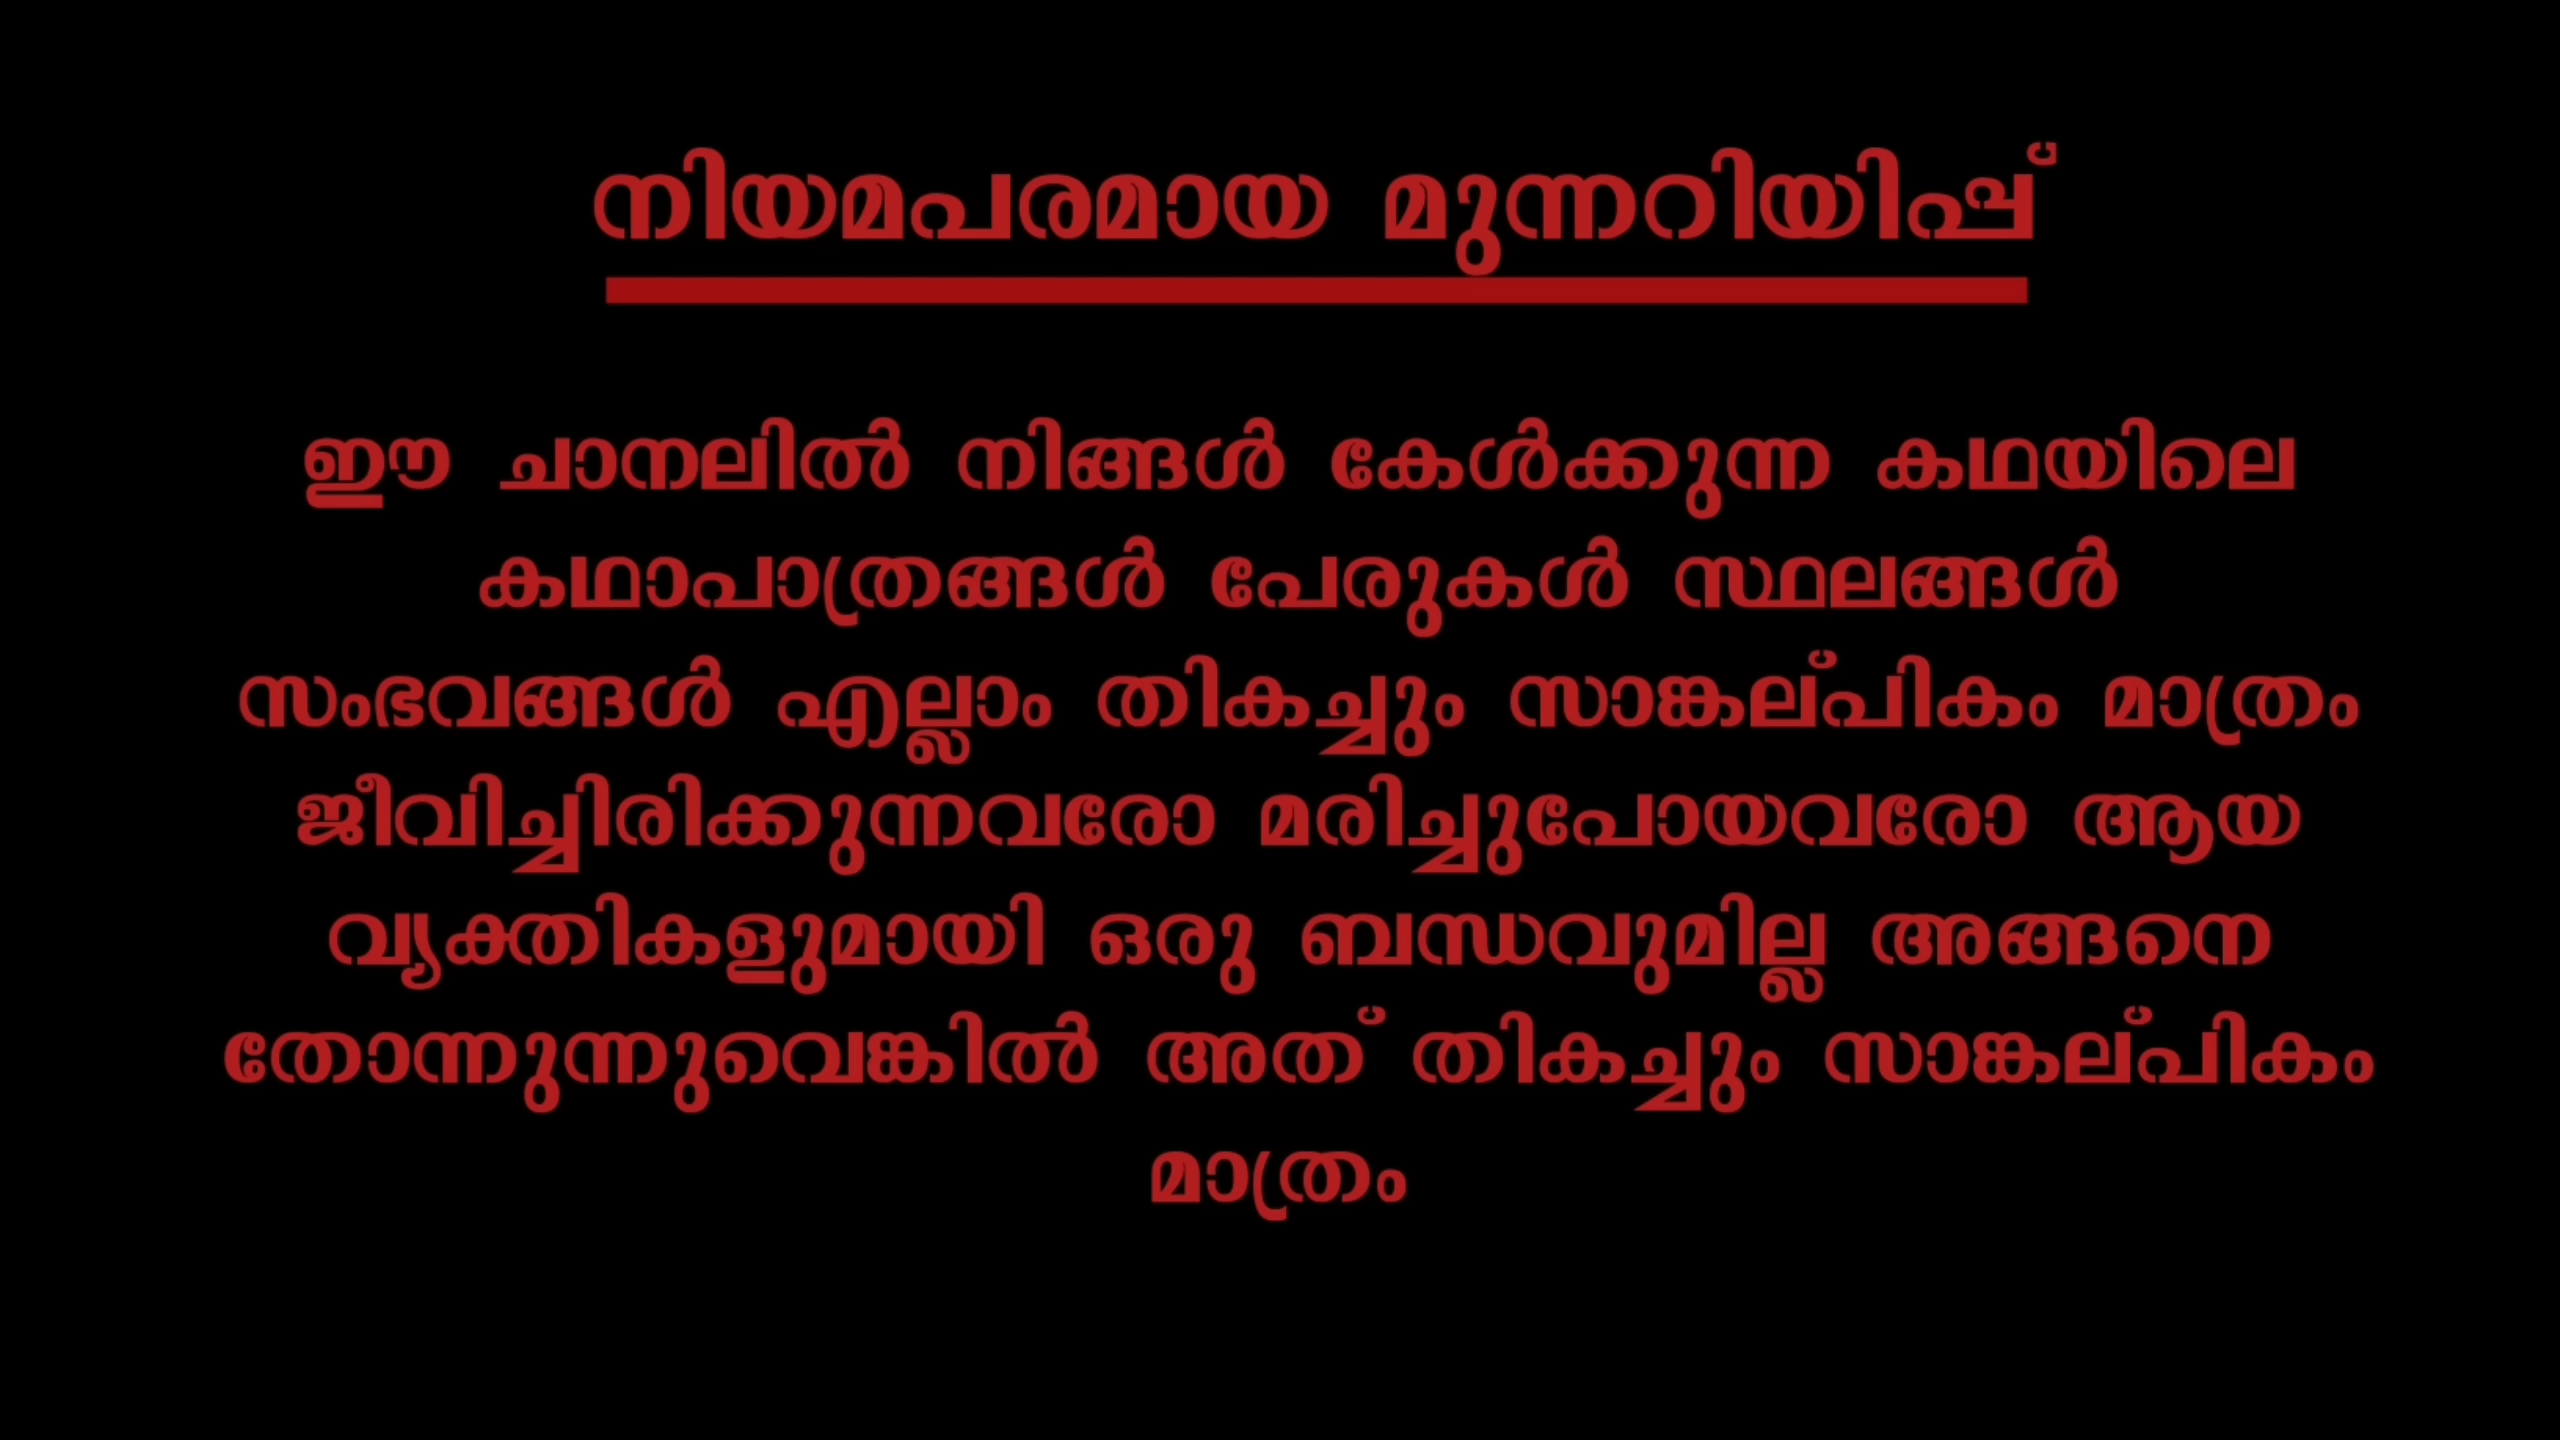 നിയമപരമായ മുന്നറിയിപ്പ്
ഈ ചാനലിൽ നിങ്ങൾ കേൾക്കുന്ന കഥയിലെ
കഥാപാത്രങ്ങൾ പേരുകൾ സ്ഥലങ്ങൾ
സംഭവങ്ങൾ എല്ലാം തികച്ചും സാങ്കല്പികം മാത്രം
ജീവിച്ചിരിക്കുന്നവരോ മരിച്ചുപോയവരോ ആയ
വ്യക്തികളുമായി ഒരു ബന്ധവുമില്ല അങ്ങനെ
തോന്നുന്നുവെങ്കിൽ അത് തികച്ചും സാങ്കല്പികം
മാത്രം